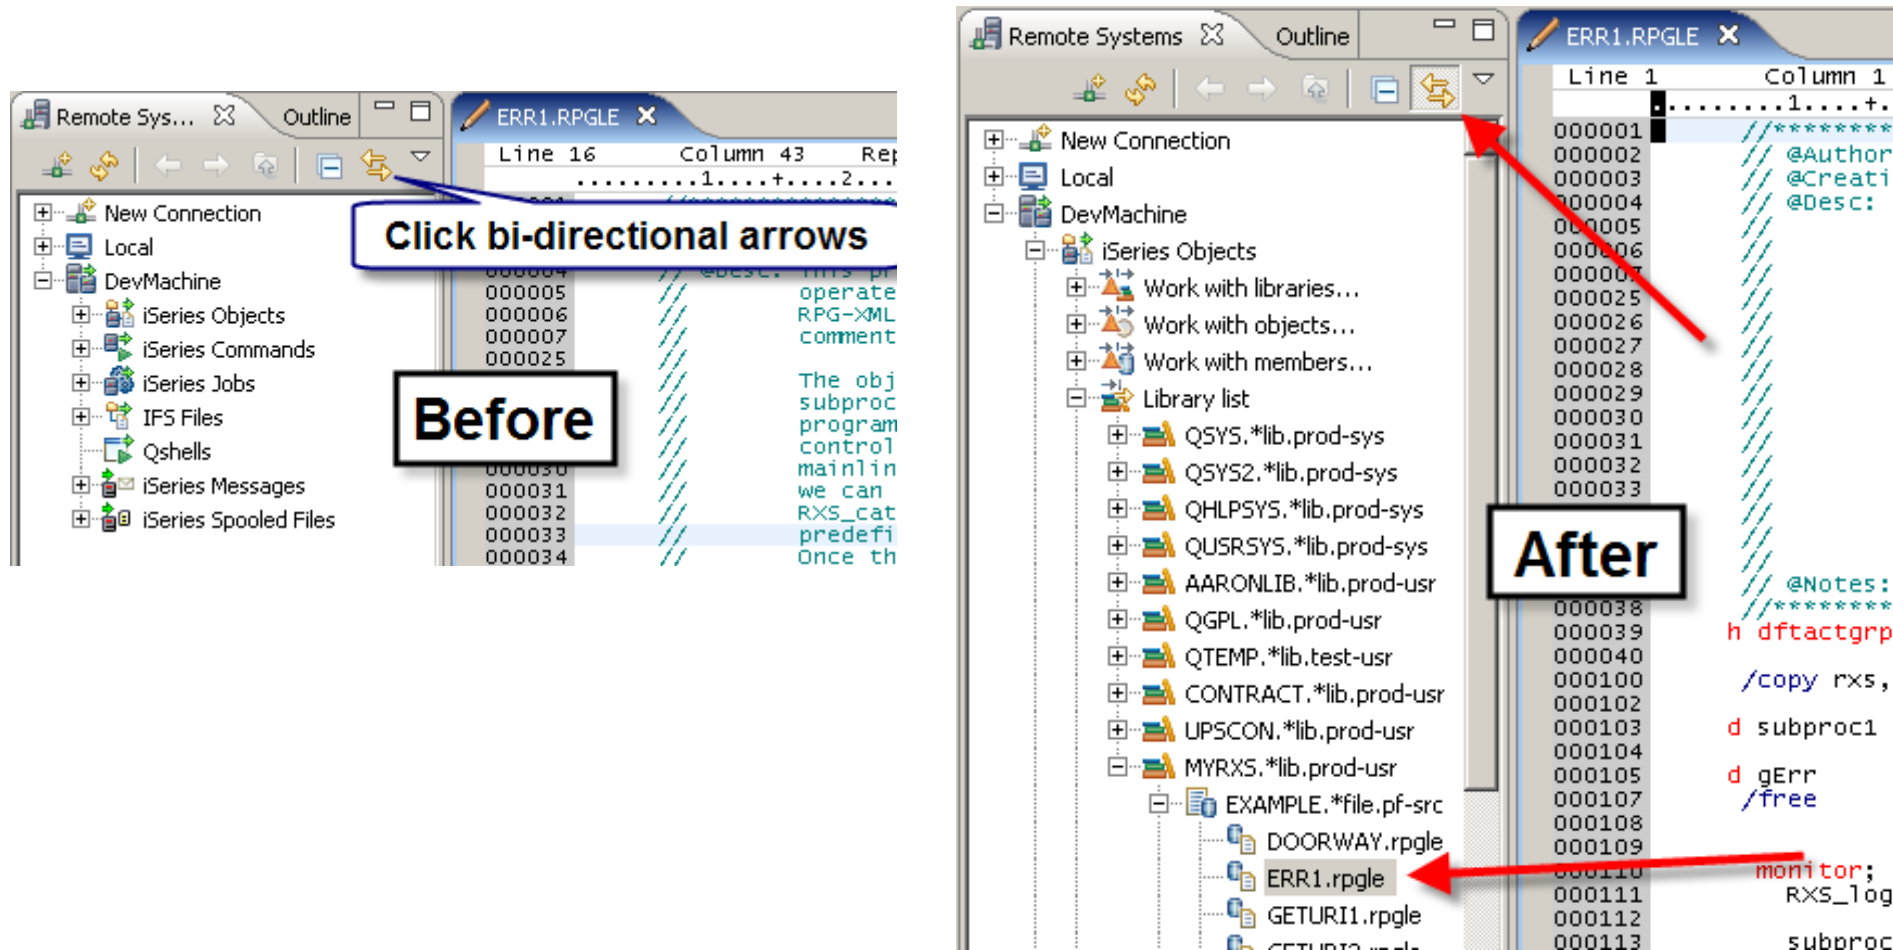 Remote Sys...
Outline
ERR1.RPGLE
Line 16 Column 43
.........1....+....2...
Click bi-directional arrows
New Connection
Local
DevMachine
iSeries Objects
iSeries Commands
iSeries Jobs
IFS Files
Qshells
iSeries Messages
iSeries Spooled Files
Before
000005 // operate
000006 // RPG-XML
000007 // comment
000025 //
// The obj
// subproc
// program
// control
000030 // mainlin
000031 // we can
000032 // RXS_cat
000033 // predefi
000034 // Once th
Remote Systems
Outline
ERR1.RPGLE
Line 1 Column 1
.........1....+.
New Connection
Local
DevMachine
iSeries Objects
Work with libraries...
Work with objects...
Work with members...
Library list
QSYS.*lib.prod-sys
QSYS2.*lib.prod-sys
QHLPSYS.*lib.prod-sys
QUSRSYS.*lib.prod-sys
AARONLIB.*lib.prod-usr
QGPL.*lib.prod-usr
QTEMP.*lib.test-usr
CONTRACT.*lib.prod-usr
UPSCON.*lib.prod-usr
MYRXS.*lib.prod-usr
EXAMPLE.*file.pf-src
DOORWAY.rpgle
ERR1.rpgle
GETURI1.rpgle
After
000001 //********
000002 // @Author
000003 // @Creati
000004 // @Desc:
000005 //
000006 //
000007 //
000025 //
000026 //
000027 //
000028 //
000029 //
000030 //
000031 //
000032 //
000033 //
//
//
//
// @Notes:
000038 //********
000039 h dftactgrp
000040
000100 /copy rxs,
000102
000103 d subproc1
000104
000105 d gErr
000107 /free
000108
000109
000110 monitor;
000111 RXS_log
000112
000113 subproc